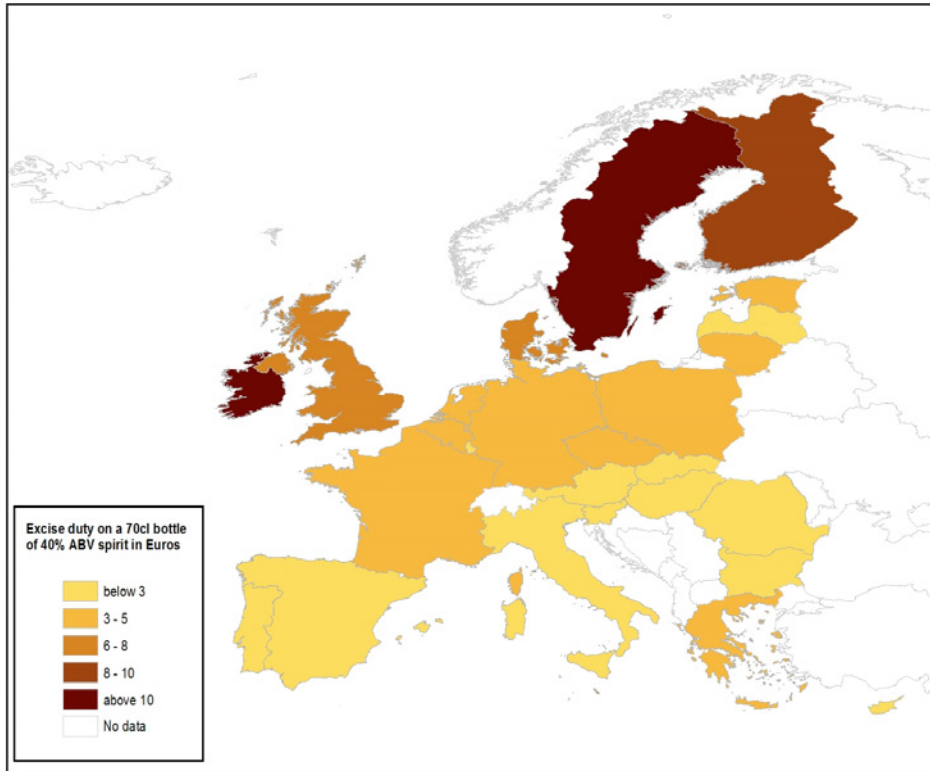 Excise duty on a 70cl bottle
of 40% ABV spirit in Euros
below 3
3 - 5
6 - 8
8 - 10
above 10
No data